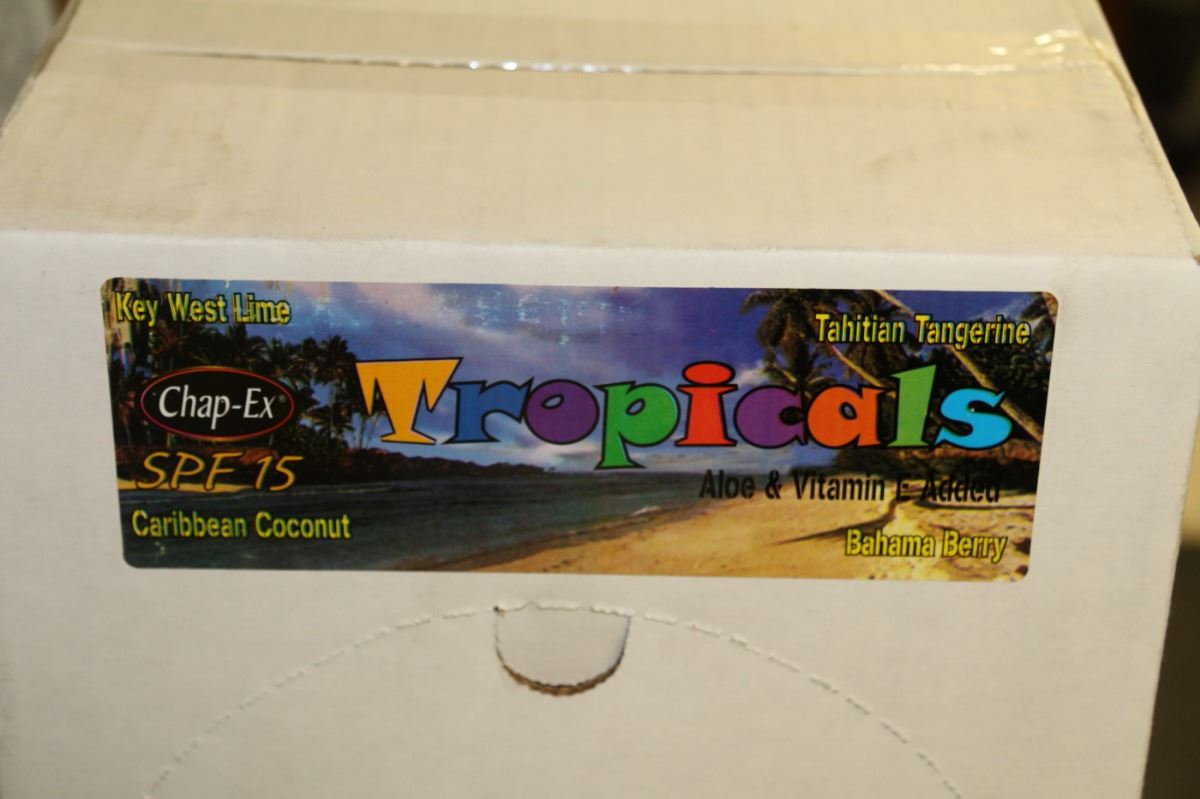 Key West Lime
Tahitian Tangerine
Chap-Ex®
Tropicals
SPF 15
Aloe & Vitamin E Added
Caribbean Coconut
Bahama Berry